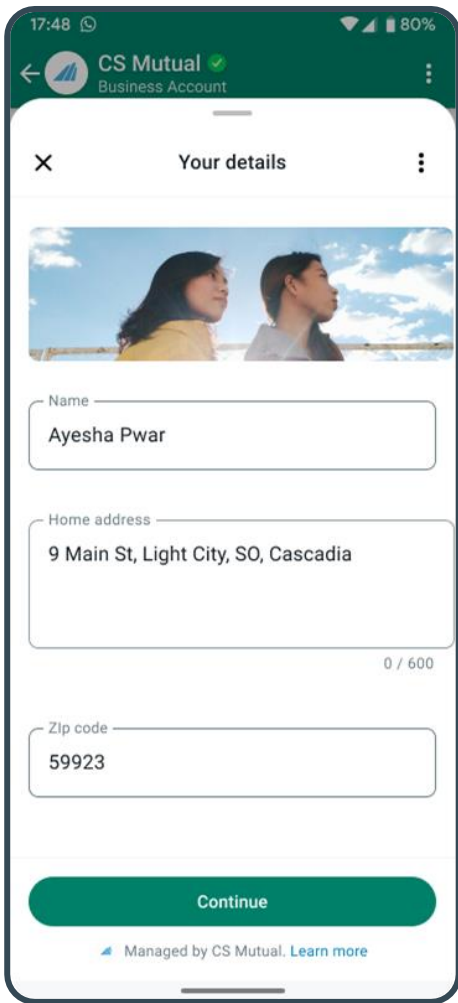 17:48 80%
CS Mutual
Business Account
Your details
Name
Ayesha Pwar
Home address
9 Main St, Light City, SO, Cascadia
0 / 600
ZIp code
59923
Continue
Managed by CS Mutual. Learn more